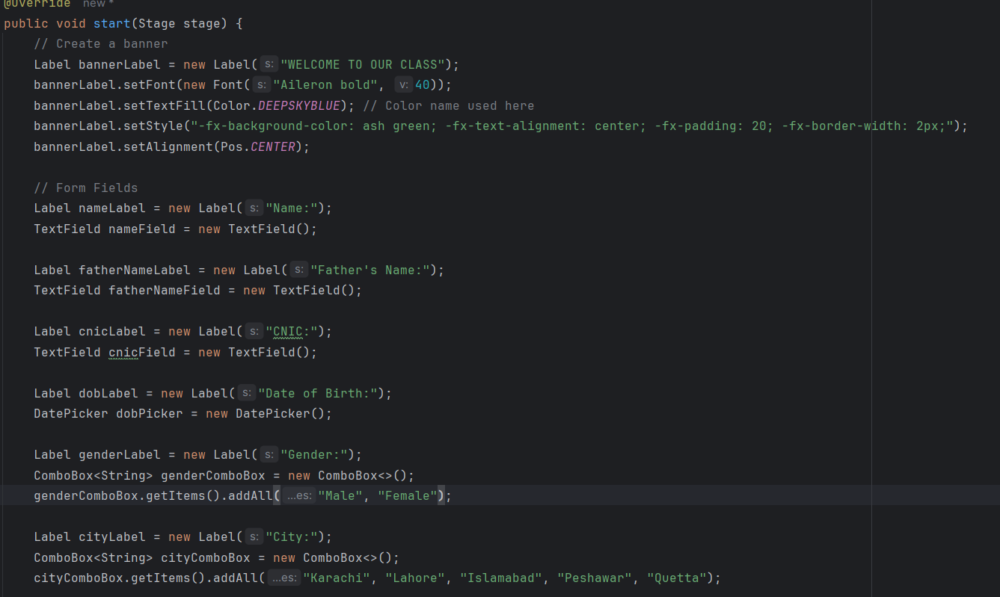 @Override new *
public void start(Stage stage) {
// Create a banner
Label bannerLabel = new Label( s: "WELCOME TO OUR CLASS");
bannerLabel.setFont(new Font( s: "Aileron bold", v: 40));
bannerLabel.setTextFill(Color.DEEPSKYBLUE); // Color name used here
bannerLabel.setStyle("-fx-background-color: ash green; -fx-text-alignment: center; -fx-padding: 20; -fx-border-width: 2px;");
bannerLabel.setAlignment(Pos.CENTER);
// Form Fields
Label nameLabel = new Label( s: "Name:");
TextField nameField = new TextField();
Label fatherNameLabel = new Label( s: "Father's Name:");
TextField fatherNameField = new TextField();
Label cnicLabel = new Label( s: "CNIC:");
TextField cnicField = new TextField();
Label dobLabel = new Label( s: "Date of Birth:");
DatePicker dobPicker = new DatePicker();
Label genderLabel = new Label( s: "Gender:");
ComboBox<String> genderComboBox = new ComboBox<>();
genderComboBox.getItems().addAll( ...es: "Male", "Female");
Label cityLabel = new Label( s: "City:");
ComboBox<String> cityComboBox = new ComboBox<>();
cityComboBox.getItems().addAll( ...es: "Karachi", "Lahore", "Islamabad", "Peshawar", "Quetta");